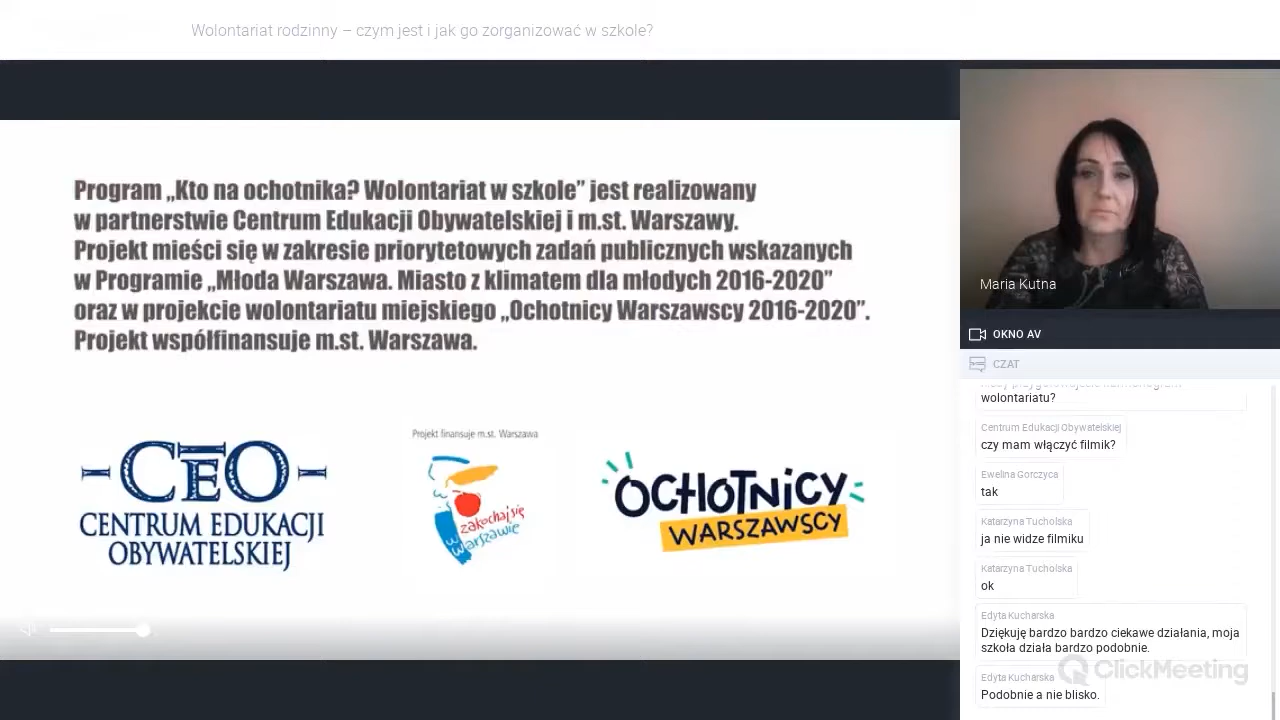 Wolontariat rodzinny – czym jest i jak go zorganizować w szkole?
Program „Kto na ochotnika? Wolontariat w szkole” jest realizowany
w partnerstwie Centrum Edukacji Obywatelskiej i m.st. Warszawy.
Projekt mieści się w zakresie priorytetowych zadań publicznych wskazanych
w Programie „Młoda Warszawa. Miasto z klimatem dla młodych 2016-2020”
oraz w projekcie wolontariatu miejskiego „Ochotnicy Warszawscy 2016-2020”.
Projekt współfinansuje m.st. Warszawa.
CEO
CENTRUM EDUKACJI
OBYWATELSKIEJ
Projekt finansuje m.st. Warszawa
zakochaj się
w Warszawie
OCHOTNICY
WARSZAWSCY
Maria Kutna
OKNO AV
CZAT
wolontariatu?
Centrum Edukacji Obywatelskiej
czy mam włączyć filmik?
Ewelina Gorczyca
tak
Katarzyna Tucholska
ja nie widze filmiku
Katarzyna Tucholska
ok
Edyta Kucharska
Dziękuję bardzo bardzo ciekawe działania, moja
szkoła działa bardzo podobnie.
Edyta Kucharska
Podobnie a nie blisko.
ClickMeeting